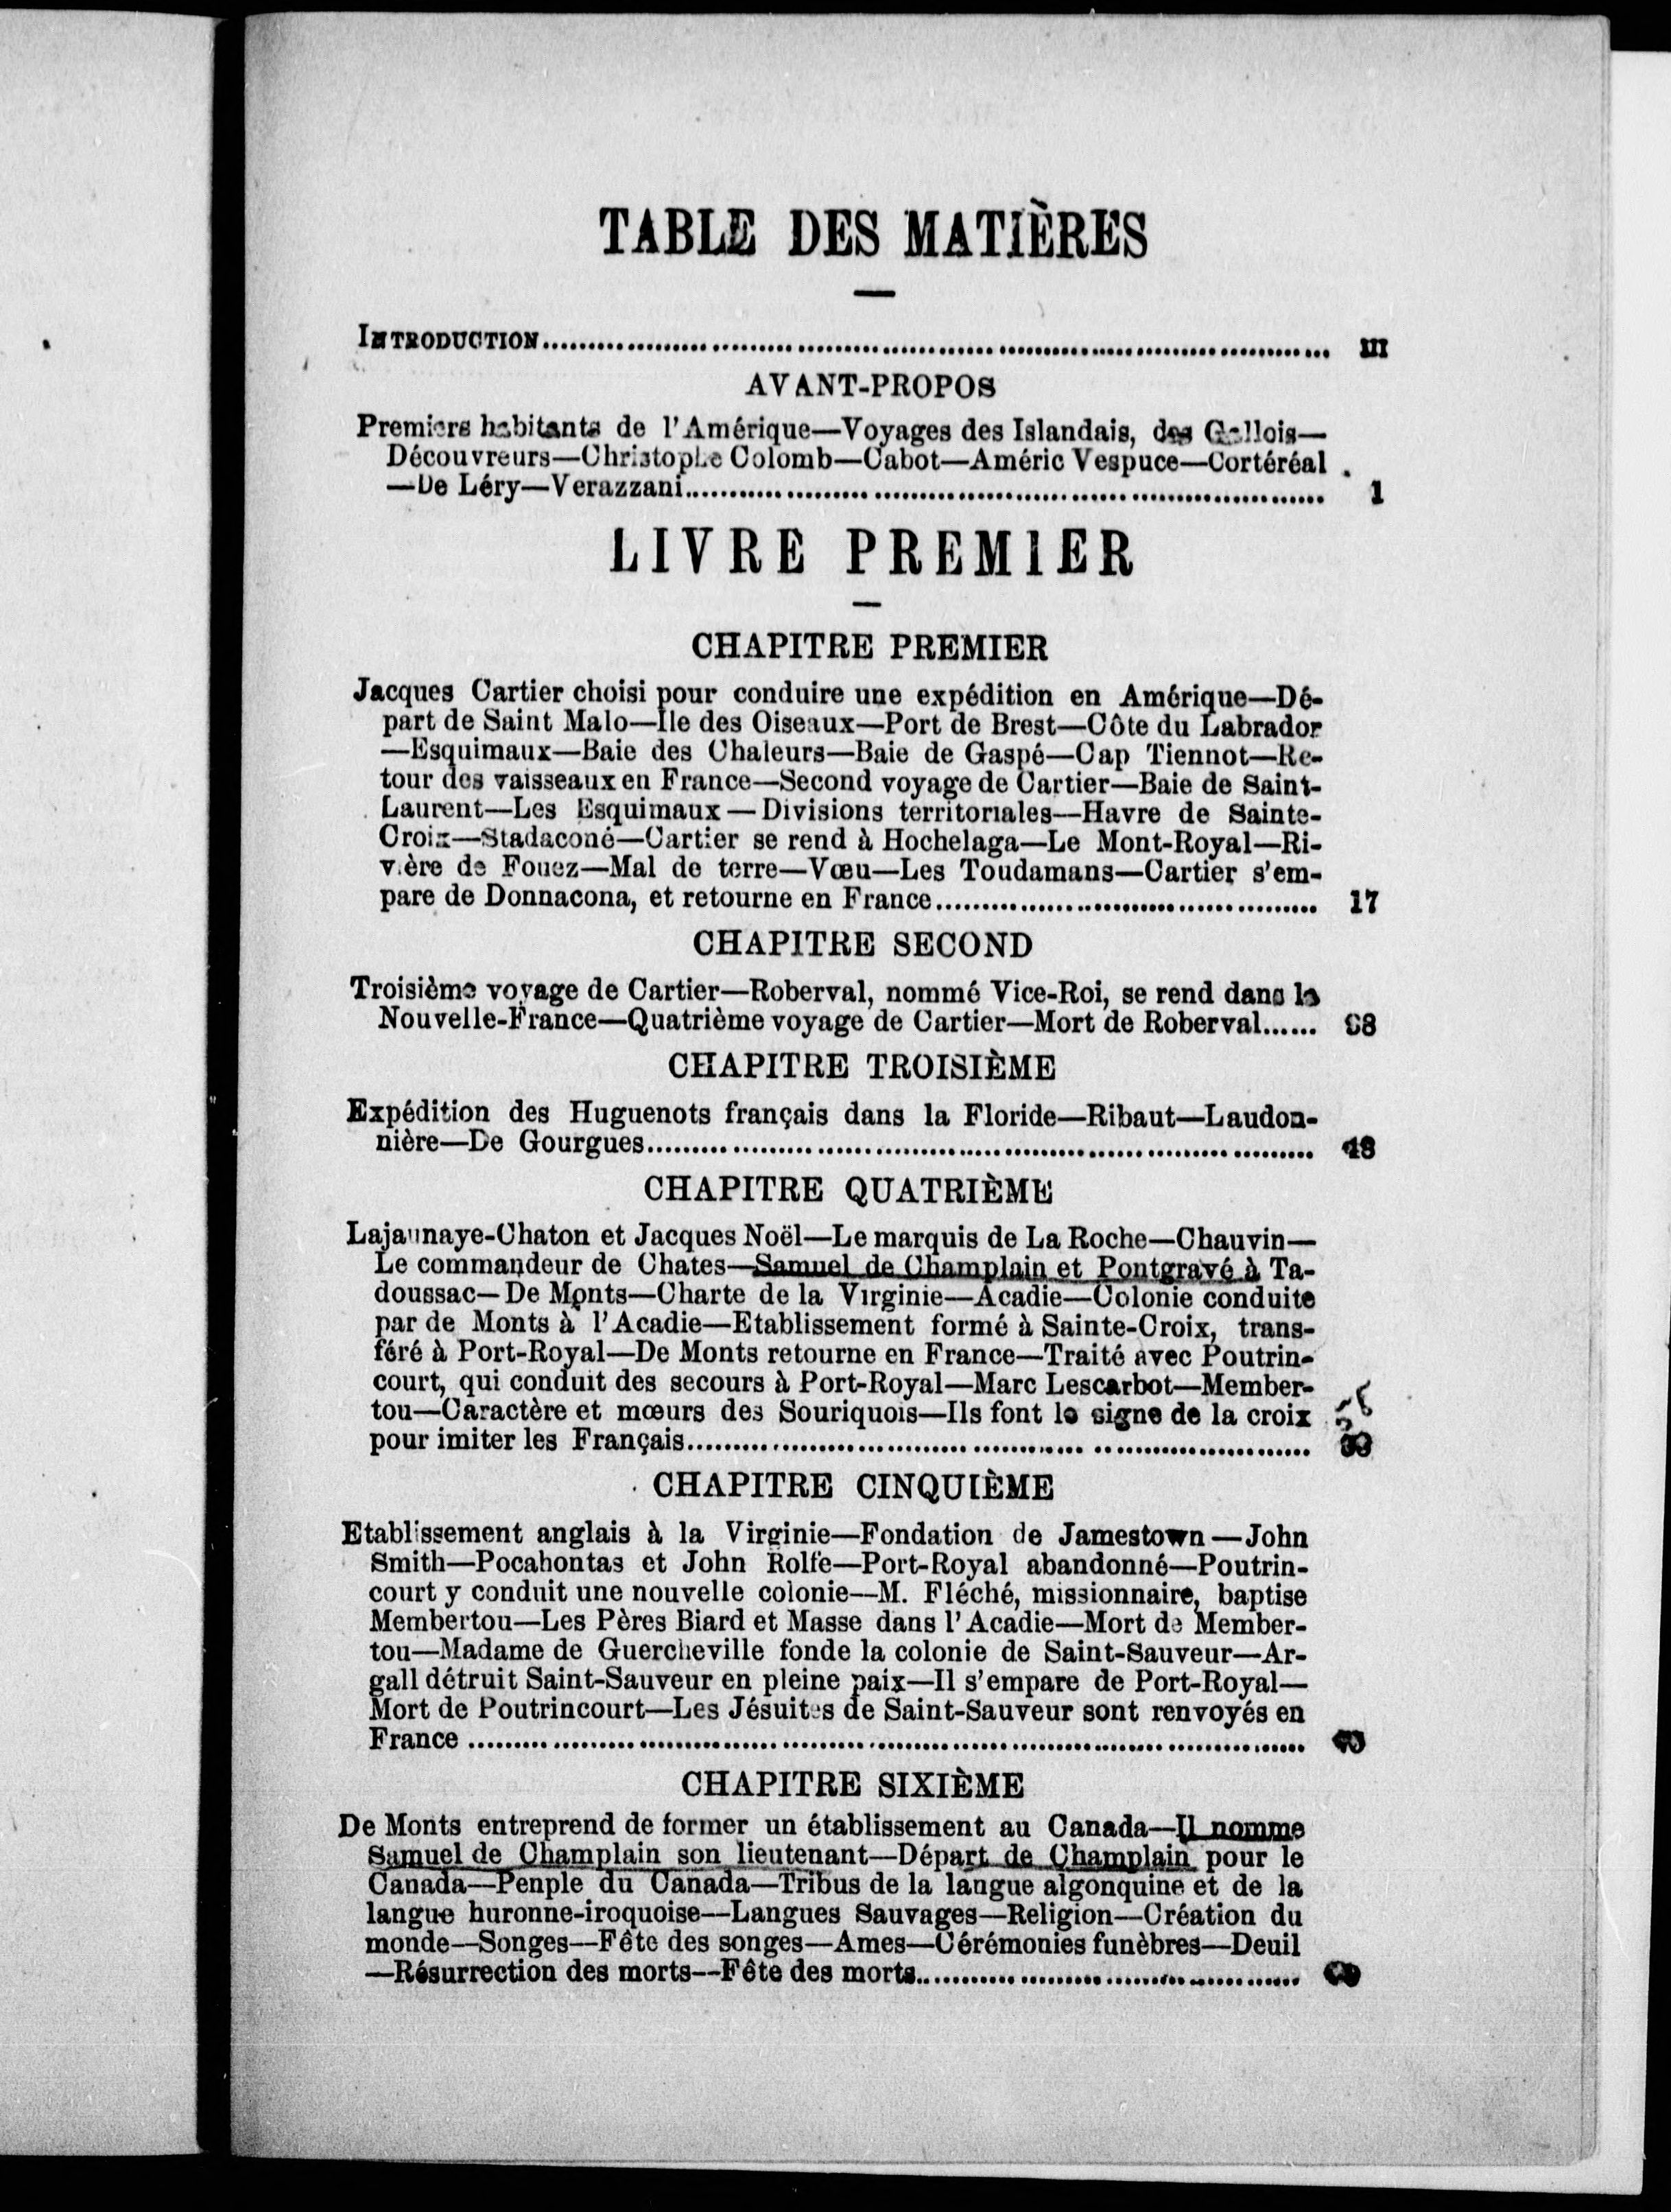 TABLE DES MATIÈRES
INTRODUCTION........................................ III
AVANT-PROPOS
Premiers habitants de l'Amérique—Voyages des Islandais, des Gallois—
Découvreurs—Christophe Colomb—Cabot—Améric Vespuce—Cortéréal
—De Léry—Verazzani........................................ 1
LIVRE PREMIER
CHAPITRE PREMIER
Jacques Cartier choisi pour conduire une expédition en Amérique—Dé-
part de Saint Malo—Ile des Oiseaux—Port de Brest—Côte du Labrador
—Esquimaux—Baie des Chaleurs—Baie de Gaspé—Cap Tiennot—Re-
tour des vaisseaux en France—Second voyage de Cartier—Baie de Saint-
Laurent—Les Esquimaux—Divisions territoriales—Havre de Sainte-
Croix—Stadaconé—Cartier se rend à Hochelaga—Le Mont-Royal—Ri-
vière de Fouez—Mal de terre—Vœu—Les Toudamans—Cartier s'em-
pare de Donnacona, et retourne en France........................................ 17
CHAPITRE SECOND
Troisième voyage de Cartier—Roberval, nommé Vice-Roi, se rend dans la
Nouvelle-France—Quatrième voyage de Cartier—Mort de Roberval......
CHAPITRE TROISIÈME
Expédition des Huguenots français dans la Floride—Ribaut—Laudon-
nière—De Gourgues........................................ 48
CHAPITRE QUATRIÈME
Lajaunaye-Chaton et Jacques Noël—Le marquis de La Roche—Chauvin—
Le commandeur de Chates—Samuel de Champlain et Pontgravé à Ta-
doussac—De Monts—Charte de la Virginie—Acadie—Colonie conduite
par de Monts à l'Acadie—Etablissement formé à Sainte-Croix, trans-
féré à Port-Royal—De Monts retourne en France—Traité avec Poutrin-
court, qui conduit des secours à Port-Royal—Marc Lescarbot—Member-
tou—Caractère et mœurs des Souriquois—Ils font le signe de la croix
pour imiter les Français........................................
CHAPITRE CINQUIÈME
Etablissement anglais à la Virginie—Fondation de Jamestown—John
Smith—Pocahontas et John Rolfe—Port-Royal abandonné—Poutrin-
court y conduit une nouvelle colonie—M. Fléché, missionnaire, baptise
Membertou—Les Pères Biard et Masse dans l'Acadie—Mort de Member-
tou—Madame de Guercheville fonde la colonie de Saint-Sauveur—Ar-
gall détruit Saint-Sauveur en pleine paix—Il s'empare de Port-Royal—
Mort de Poutrincourt—Les Jésuites de Saint-Sauveur sont renvoyés en
France ........................................
CHAPITRE SIXIÈME
De Monts entreprend de former un établissement au Canada—Il nomme
Samuel de Champlain son lieutenant—Départ de Champlain pour le
Canada—Penple du Canada—Tribus de la langue algonquine et de la
langue huronne-iroquoise—Langues Sauvages—Religion—Création du
monde—Songes—Fête des songes—Ames—Cérémonies funèbres—Deuil
—Résurrection des morts—Fête des morts........................................